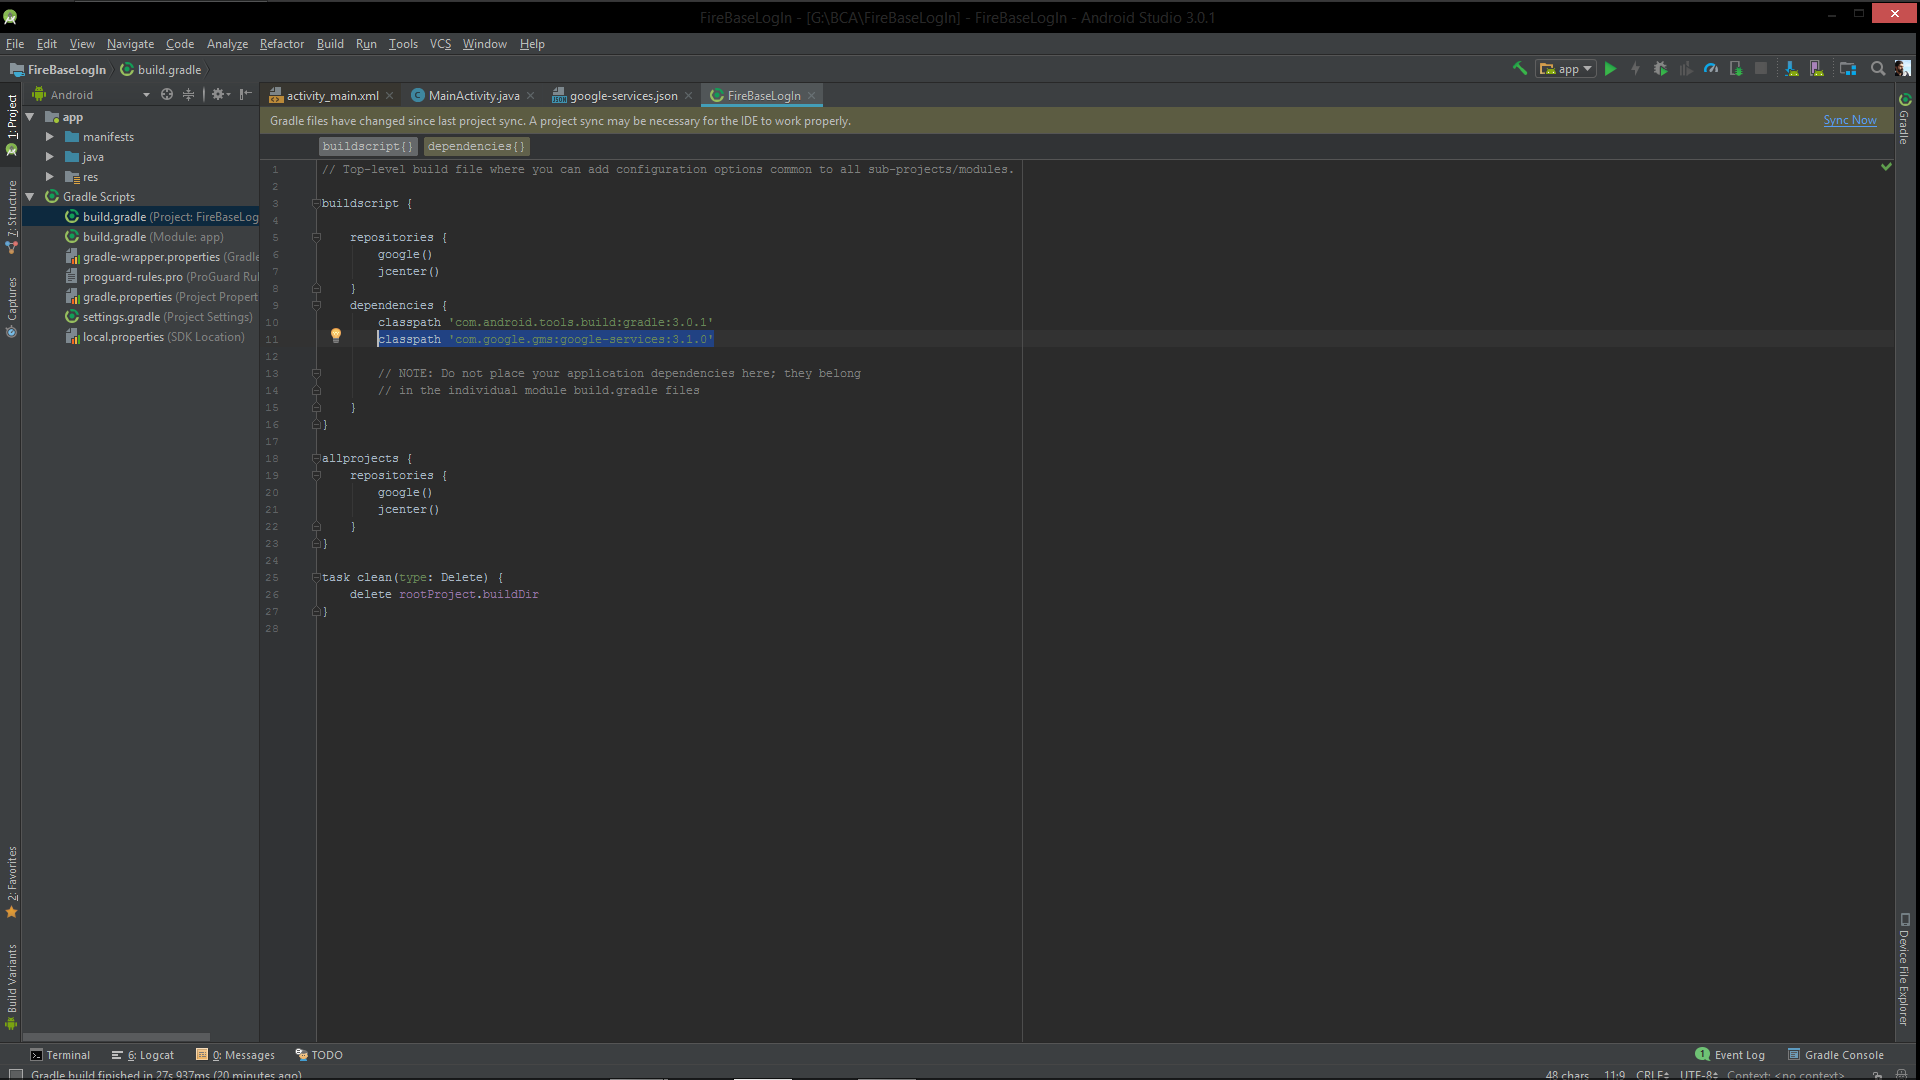 FireBaseLogIn - [G:\BCA\FireBaseLogIn] - FireBaseLogIn - Android Studio 3.0.1
File Edit View Navigate Code Analyze Refactor Build Run Tools VCS Window Help
FireBaseLogIn build.gradle
app
Android
activity_main.xml MainActivity.java google-services.json FireBaseLogIn
Gradle files have changed since last project sync. A project sync may be necessary for the IDE to work properly.
Sync Now
buildscript{} dependencies{}
1: Project
7: Structure
Captures
2: Favorites
Build Variants
app
manifests
java
res
Gradle Scripts
build.gradle (Project: FireBaseLog
build.gradle (Module: app)
gradle-wrapper.properties (Gradle
proguard-rules.pro (ProGuard Rul
gradle.properties (Project Propert
settings.gradle (Project Settings)
local.properties (SDK Location)
1 // Top-level build file where you can add configuration options common to all sub-projects/modules.
2
3 buildscript {
4
5 repositories {
6 google()
7 jcenter()
8 }
9 dependencies {
10 classpath 'com.android.tools.build:gradle:3.0.1'
11 classpath 'com.google.gms:google-services:3.1.0'
12
13 // NOTE: Do not place your application dependencies here; they belong
14 // in the individual module build.gradle files
15 }
16 }
17
18 allprojects {
19 repositories {
20 google()
21 jcenter()
22 }
23 }
24
25 task clean(type: Delete) {
26 delete rootProject.buildDir
27 }
28
Gradle
Device File Explorer
Terminal 6: Logcat 0: Messages TODO
1 Event Log Gradle Console
Gradle build finished in 27s 937ms (20 minutes ago)
48 chars 11:9 CRLF UTF-8 Context: <no context>